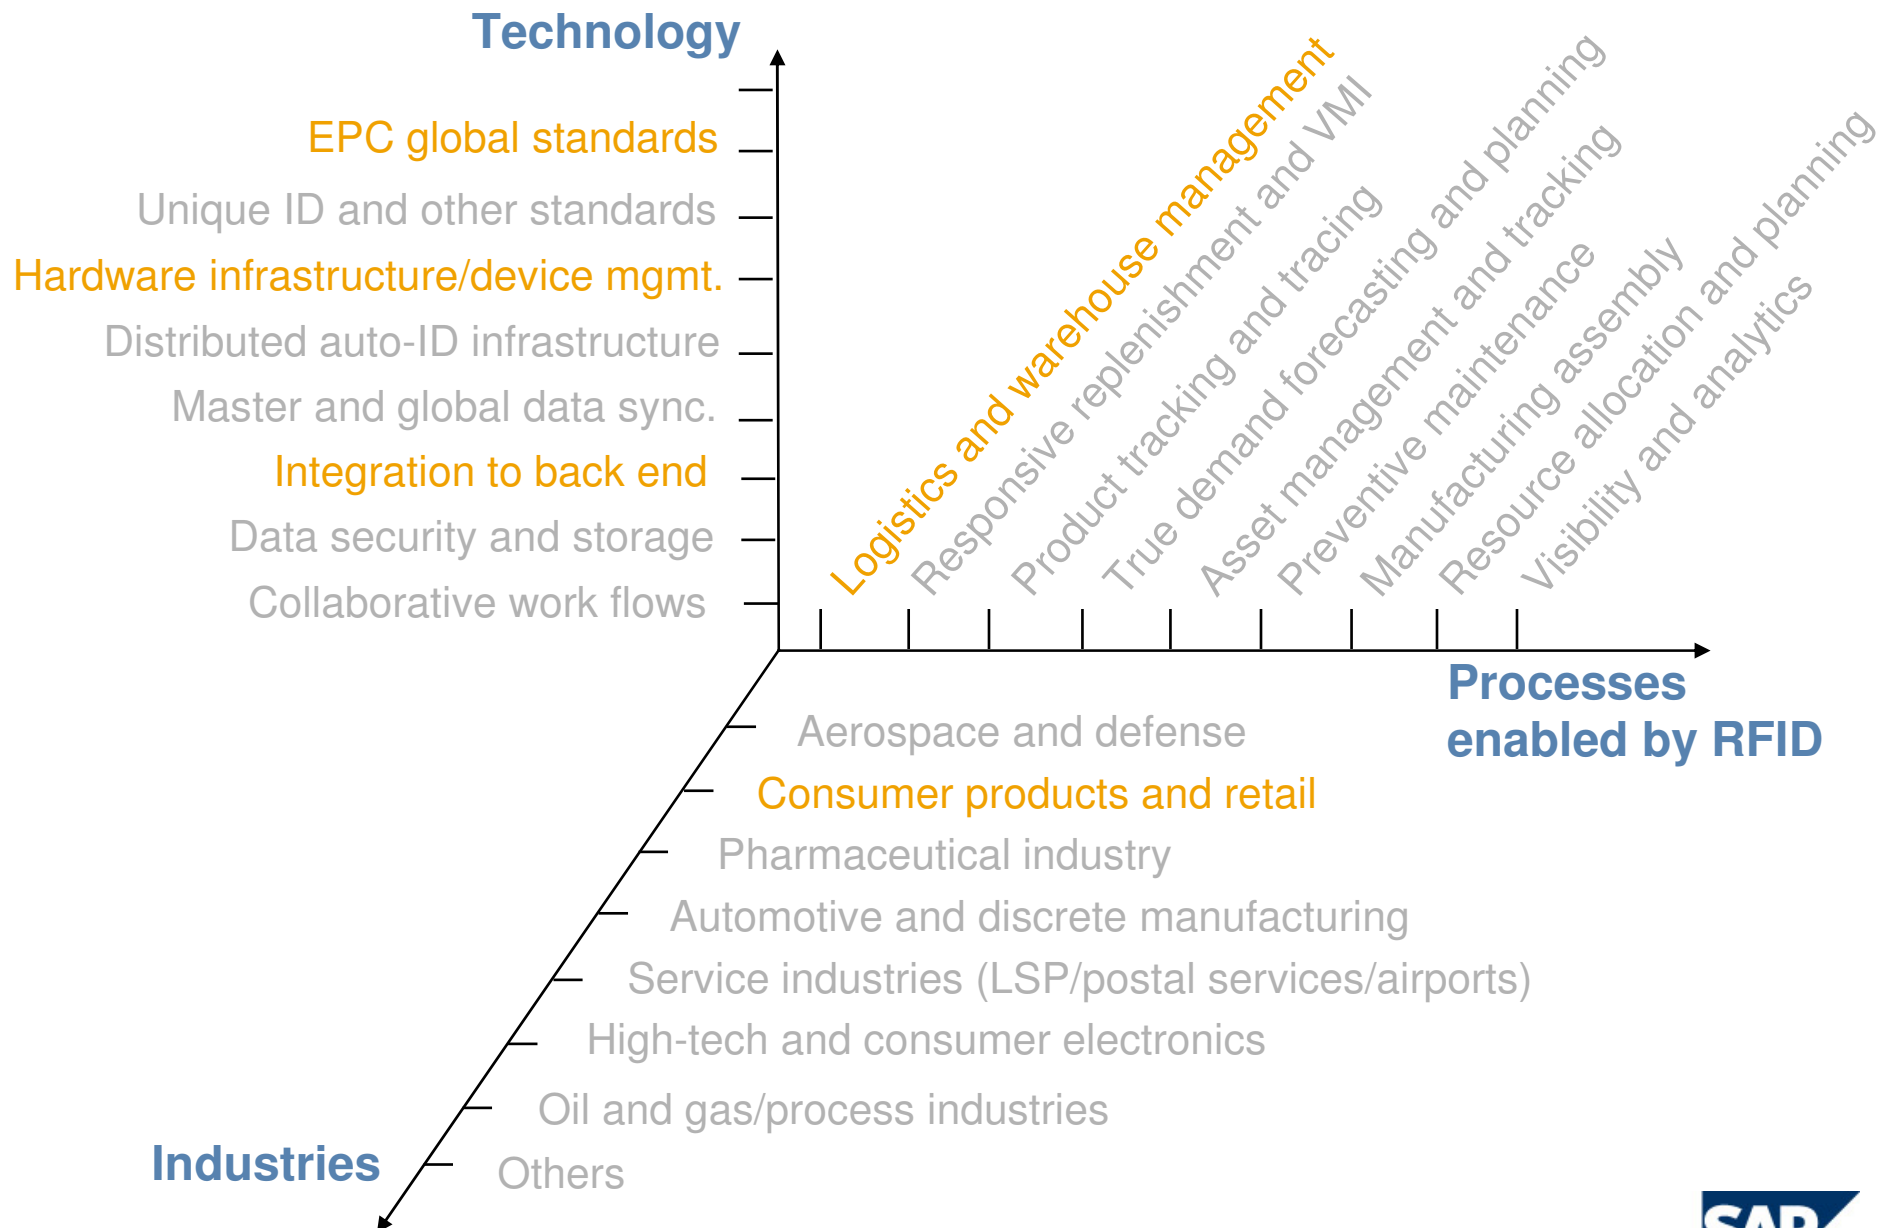 Technology
EPC global standards
Unique ID and other standards
Hardware infrastructure/device mgmt.
Distributed auto-ID infrastructure
Master and global data sync.
Integration to back end
Data security and storage
Collaborative work flows
Logistics and warehouse management
Responsive replenishment and VMI
Product tracking and tracing
True demand forecasting and planning
Asset management and tracking
Preventive maintenance
Manufacturing assembly
Resource allocation and planning
Visibility and analytics
Processes
enabled by RFID
Aerospace and defense
Consumer products and retail
Pharmaceutical industry
Automotive and discrete manufacturing
Service industries (LSP/postal services/airports)
High-tech and consumer electronics
Oil and gas/process industries
Others
Industries
SAP